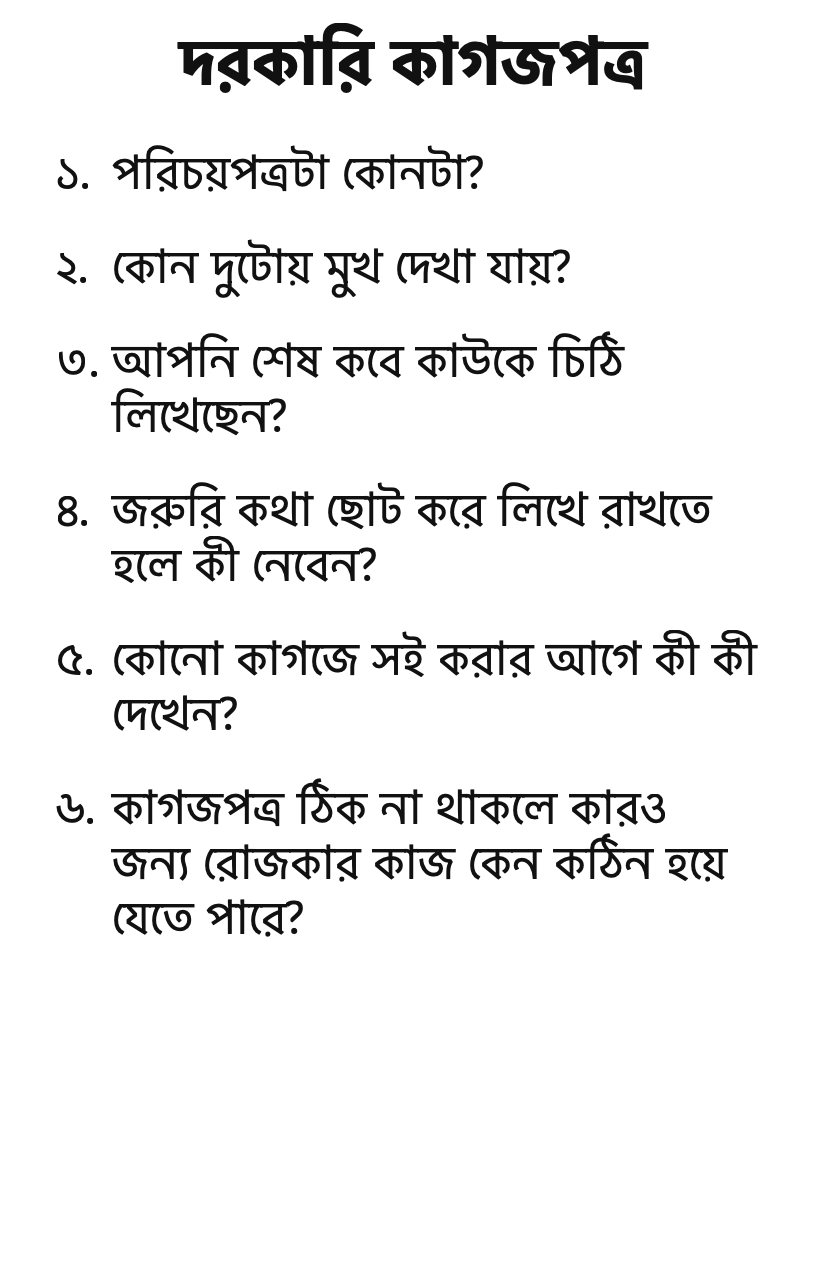 দরকারি কাগজপত্র
১. পরিচয়পত্রটা কোনটা?
২. কোন দুটোয় মুখ দেখা যায়?
৩. আপনি শেষ কবে কাউকে চিঠি
লিখেছেন?
৪. জরুরি কথা ছোট করে লিখে রাখতে
হলে কী নেবেন?
৫. কোনো কাগজে সই করার আগে কী কী
দেখেন?
৬. কাগজপত্র ঠিক না থাকলে কারও
জন্য রোজকার কাজ কেন কঠিন হয়ে
যেতে পারে?